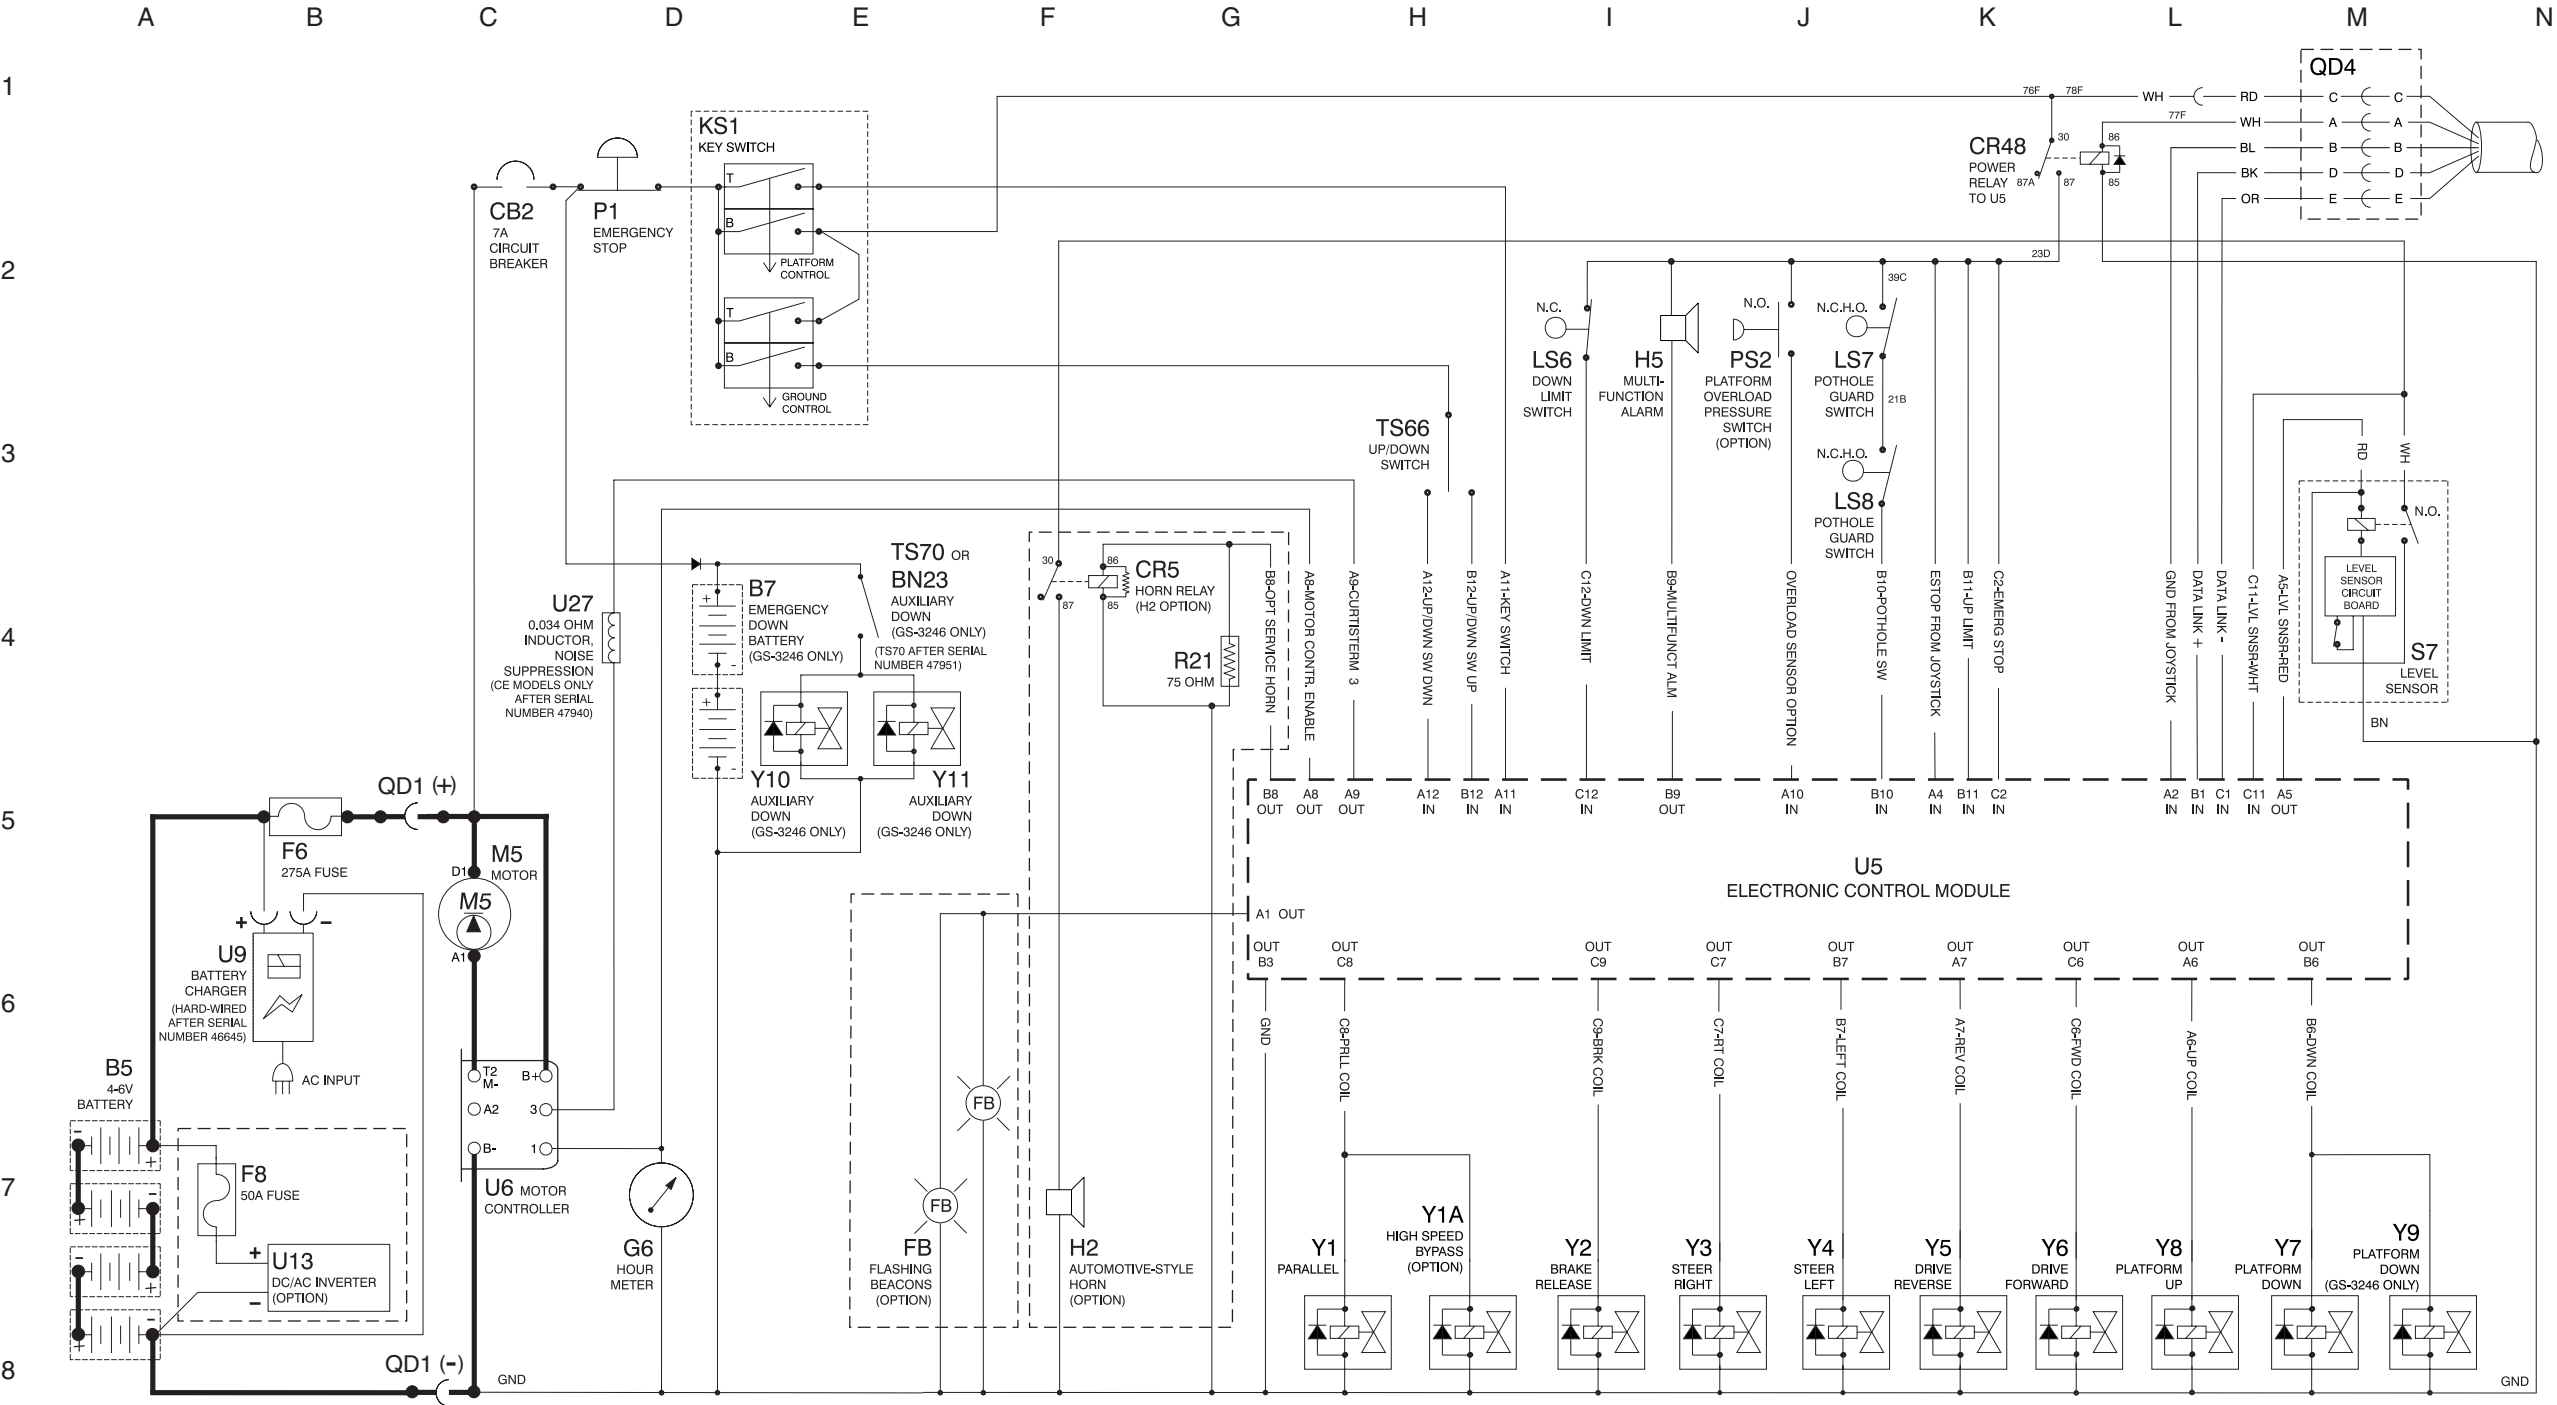 A B C D E F G H I J K L M N
1
2
3
4
5
6
7
8
QD4
76F 78F
WH RD C C
77F
WH A A
BL B B
BK D D
OR E E
CR48
POWER
RELAY
TO U5
30
86
87A
87
85
KS1
KEY SWITCH
T
B
PLATFORM
CONTROL
T
B
GROUND
CONTROL
CB2
7A
CIRCUIT
BREAKER
P1
EMERGENCY
STOP
23D
39C
N.C.
LS6
DOWN
LIMIT
SWITCH
H5
MULTI-
FUNCTION
ALARM
N.O.
PS2
PLATFORM
OVERLOAD
PRESSURE
SWITCH
(OPTION)
N.C.H.O.
LS7
POTHOLE
GUARD
SWITCH
21B
N.C.H.O.
LS8
POTHOLE
GUARD
SWITCH
TS66
UP/DOWN
SWITCH
RD
WH
N.O.
LEVEL
SENSOR
CIRCUIT
BOARD
S7
LEVEL
SENSOR
BN
TS70 OR
BN23
AUXILIARY
DOWN
(GS-3246 ONLY)
(TS70 AFTER SERIAL
NUMBER 47951)
B7
EMERGENCY
DOWN
BATTERY
(GS-3246 ONLY)
+
-
+
-
U27
0.034 OHM
INDUCTOR,
NOISE
SUPPRESSION
(CE MODELS ONLY
AFTER SERIAL
NUMBER 47940)
30
86
87
85
CR5
HORN RELAY
(H2 OPTION)
R21
75 OHM
Y10
AUXILIARY
DOWN
(GS-3246 ONLY)
Y11
AUXILIARY
DOWN
(GS-3246 ONLY)
B8-OPT SERVICE HORN
A8-MOTOR CONTR. ENABLE
A9-CURTISTERM 3
A12-UP/DWN SW DWN
B12-UP/DWN SW UP
A11-KEY SWITCH
C12-DWN LIMIT
B9-MULTIFUNCT ALM
OVERLOAD SENSOR OPTION
B10-POTHOLE SW
ESTOP FROM JOYSTICK
B11-UP LIMIT
C2-EMERG STOP
GND FROM JOYSTICK
DATA LINK +
DATA LINK -
C11-LVL SNSR-WHT
A5-LVL SNSR-RED
B8 A8 A9 A12 B12 A11 C12 B9 A10 B10 A4 B11 C2 A2 B1 C1 C11 A5
OUT OUT OUT IN IN IN IN OUT IN IN IN IN IN IN IN IN IN OUT
U5
ELECTRONIC CONTROL MODULE
A1 OUT
OUT OUT OUT OUT OUT OUT OUT OUT OUT
B3 C8 C9 C7 B7 A7 C6 A6 B6
QD1 (+)
F6
275A FUSE
M5
MOTOR
D1
M5
A1
+ −
U9
BATTERY
CHARGER
(HARD-WIRED
AFTER SERIAL
NUMBER 46645)
AC INPUT
B5
4-6V
BATTERY
-
+
-
+
-
+
-
+
F8
50A FUSE
+
U13
DC/AC INVERTER
(OPTION)
−
T2
M-
B+
A2
3
B-
1
U6 MOTOR
CONTROLLER
G6
HOUR
METER
FB
FB
FB
FLASHING
BEACONS
(OPTION)
H2
AUTOMOTIVE-STYLE
HORN
(OPTION)
GND
C8-PRLL COIL
C9-BRK COIL
C7-RT COIL
B7-LEFT COIL
A7-REV COIL
C6-FWD COIL
A6-UP COIL
B6-DWN COIL
Y1
PARALLEL
Y1A
HIGH SPEED
BYPASS
(OPTION)
Y2
BRAKE
RELEASE
Y3
STEER
RIGHT
Y4
STEER
LEFT
Y5
DRIVE
REVERSE
Y6
DRIVE
FORWARD
Y8
PLATFORM
UP
Y7
PLATFORM
DOWN
Y9
PLATFORM
DOWN
(GS-3246 ONLY)
QD1 (-)
GND
GND